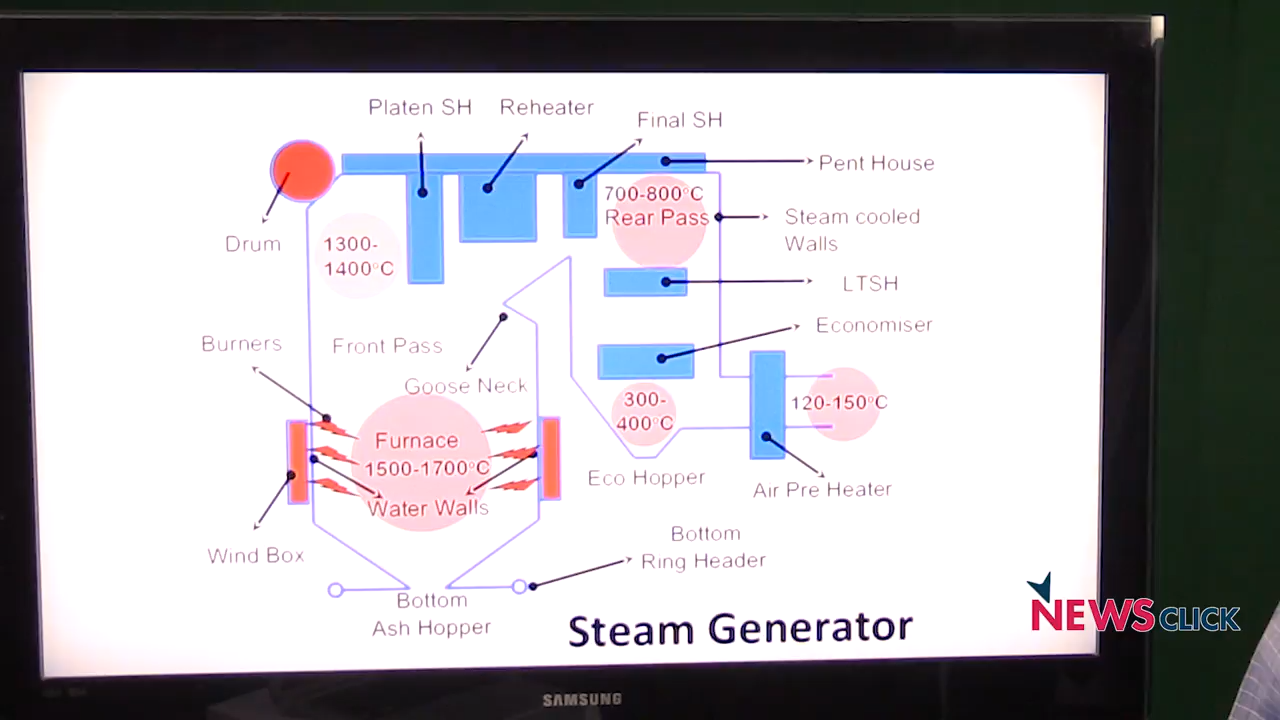 Platen SH
Reheater
Final SH
Pent House
700-800°C
Rear Pass
Steam cooled
Walls
Drum
1300-
1400°C
LTSH
Economiser
Burners
Front Pass
Goose Neck
300-
400°C
120-150°C
Furnace
1500-1700°C
Water Walls
Eco Hopper
Air Pre Heater
Wind Box
Bottom
Ring Header
Bottom
Ash Hopper
Steam Generator
NEWSCLICK
SAMSUNG